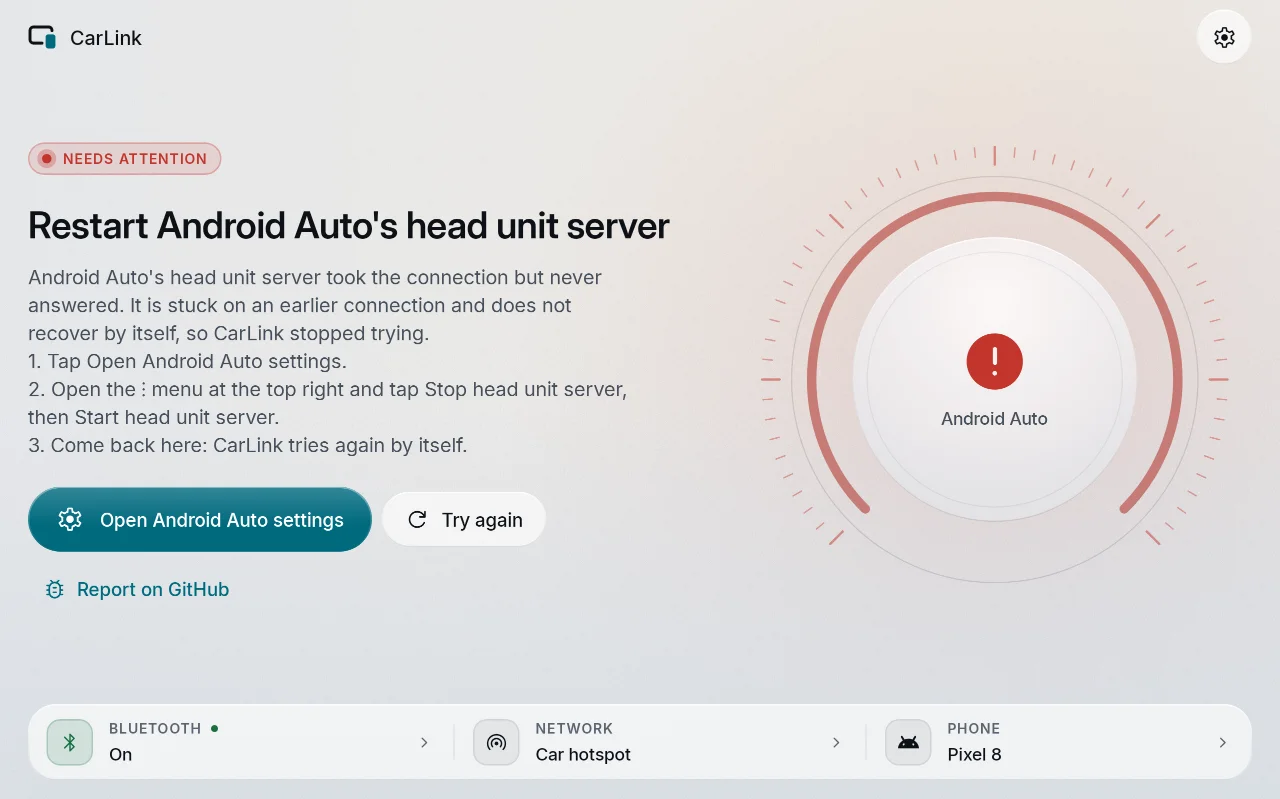 CarLink
NEEDS ATTENTION
Restart Android Auto's head unit server
Android Auto's head unit server took the connection but never
answered. It is stuck on an earlier connection and does not
recover by itself, so CarLink stopped trying.
1. Tap Open Android Auto settings.
2. Open the ⋮ menu at the top right and tap Stop head unit server,
then Start head unit server.
3. Come back here: CarLink tries again by itself.
Open Android Auto settings
Try again
Report on GitHub
Android Auto
BLUETOOTH
On
NETWORK
Car hotspot
PHONE
Pixel 8